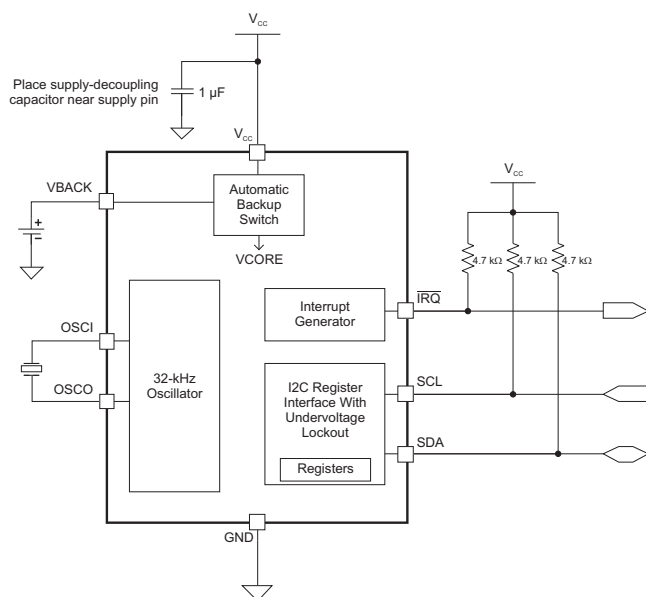 VCC
Place supply-decoupling
capacitor near supply pin
1 µF
VCC
VBACK
Automatic
Backup
Switch
VCORE
VCC
4.7 kΩ
4.7 kΩ
4.7 kΩ
+
–
IRQ
Interrupt
Generator
OSCI
OSCO
32-kHz
Oscillator
I2C Register
Interface With
Undervoltage
Lockout
Registers
SCL
SDA
GND